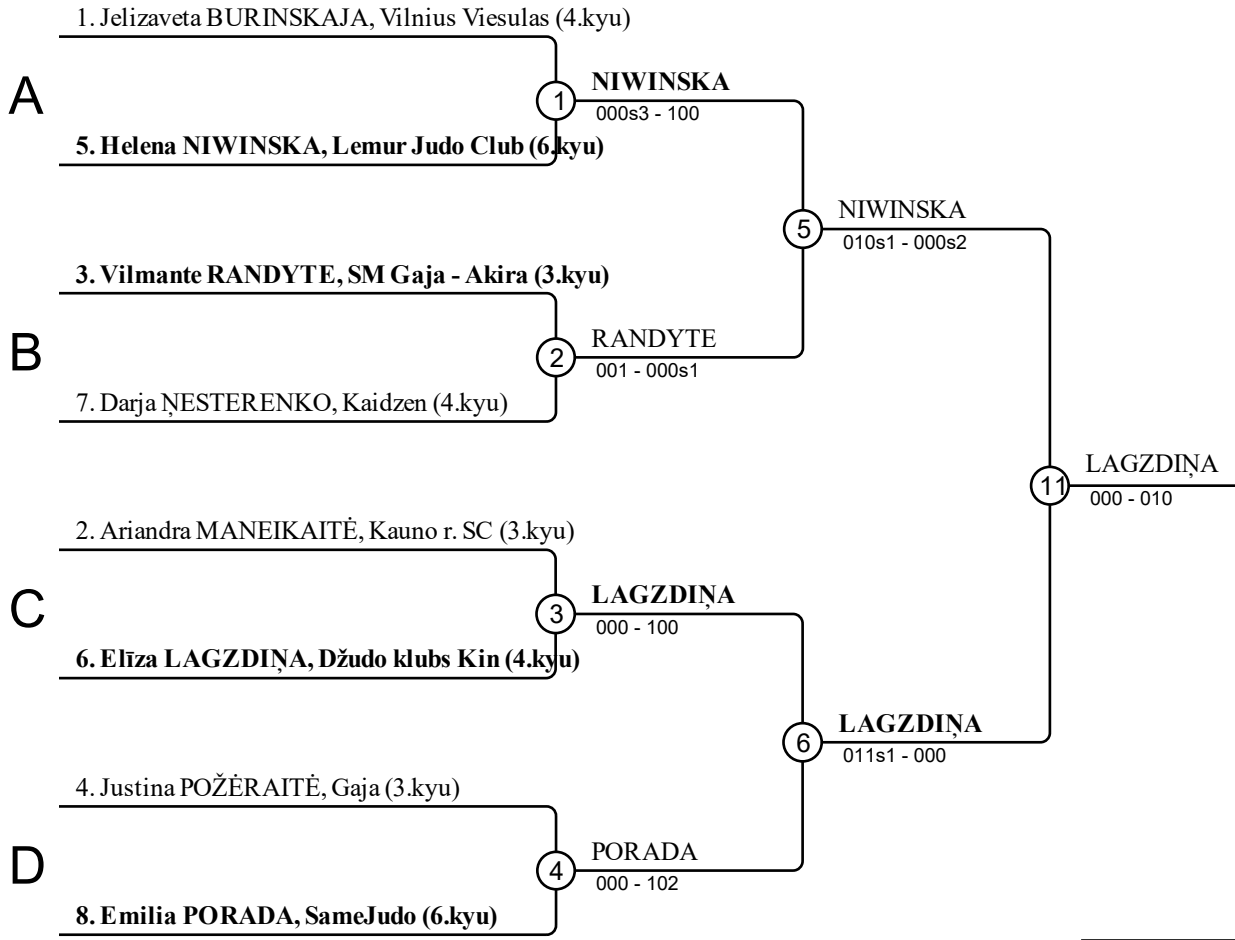 1. Jelizaveta BURINSKAJA, Vilnius Viesulas (4.kyu)
A
1
NIWINSKA
000s3 - 100
5. Helena NIWINSKA, Lemur Judo Club (6.kyu)
5
NIWINSKA
010s1 - 000s2
3. Vilmante RANDYTE, SM Gaja - Akira (3.kyu)
B
2
RANDYTE
001 - 000s1
7. Darja ŅESTERENKO, Kaidzen (4.kyu)
11
LAGZDIŅA
000 - 010
2. Ariandra MANEIKAITĖ, Kauno r. SC (3.kyu)
C
3
LAGZDIŅA
000 - 100
6. Elīza LAGZDIŅA, Džudo klubs Kin (4.kyu)
6
LAGZDIŅA
011s1 - 000
4. Justina POŽĖRAITĖ, Gaja (3.kyu)
D
4
PORADA
000 - 102
8. Emilia PORADA, SameJudo (6.kyu)